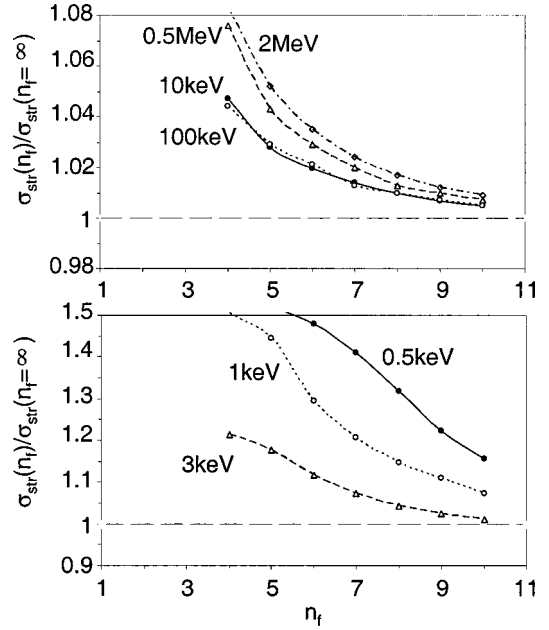 σstr(nf)/σstr(nf= ∞)
1.08
1.06
1.04
1.02
1
0.98
0.5MeV
2MeV
10keV
100keV
1 3 5 7 9 11
σstr(nf)/σstr(nf= ∞)
1.5
1.4
1.3
1.2
1.1
1
0.9
0.5keV
1keV
3keV
1 3 5 7 9 11
nf